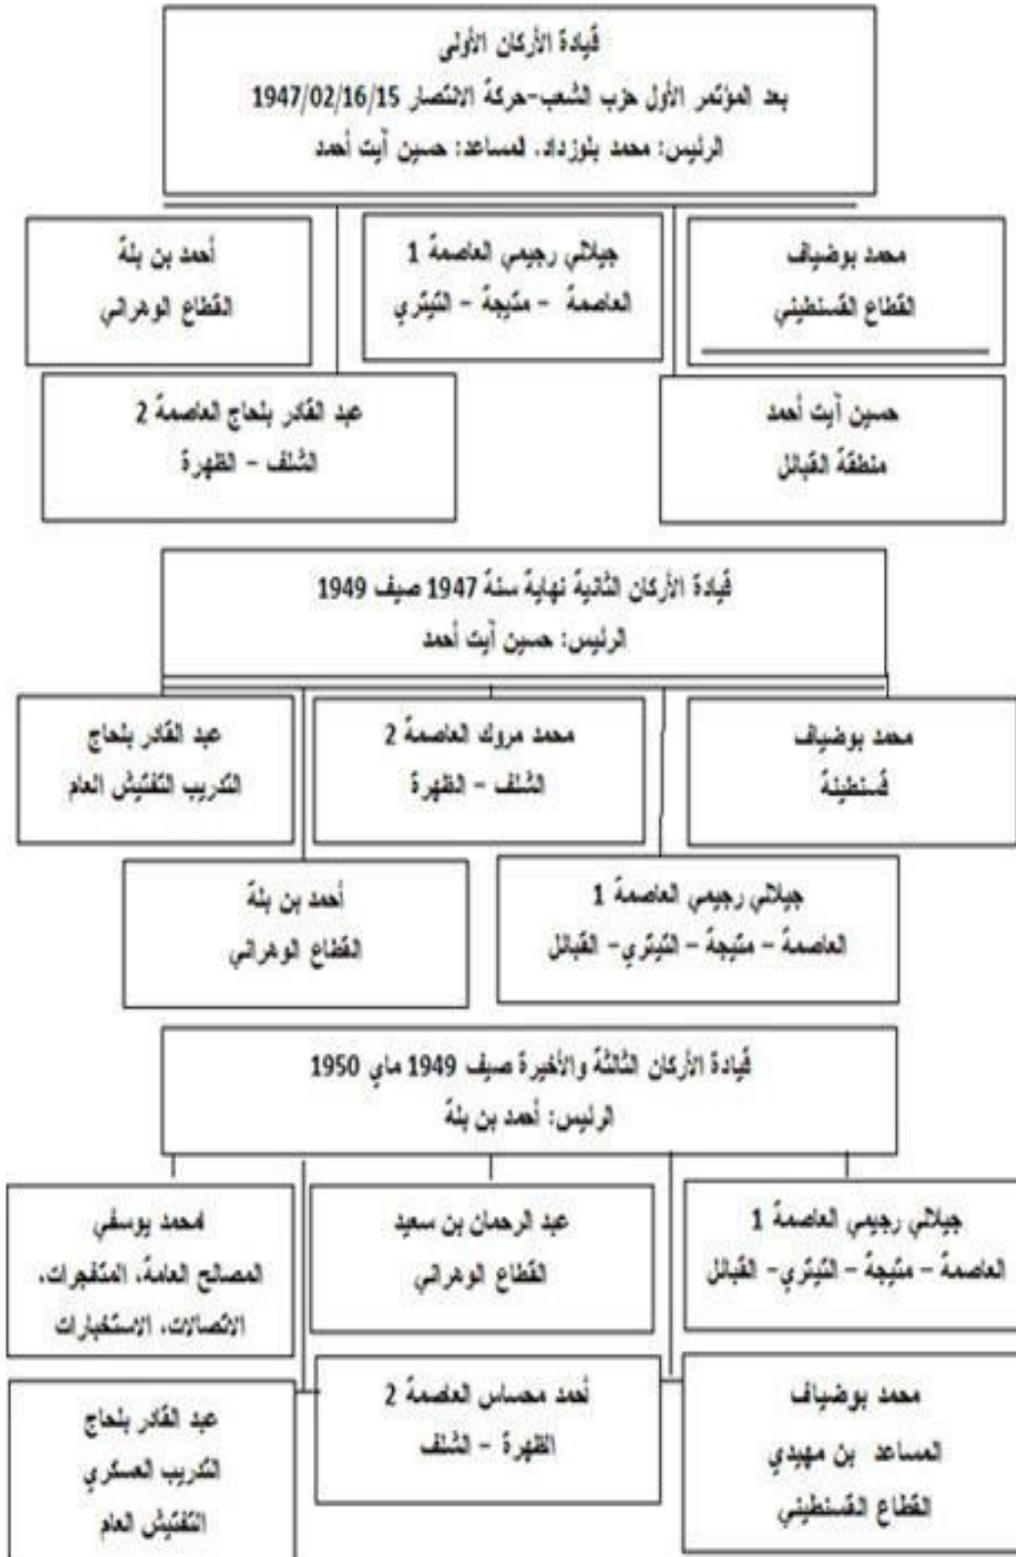 قيادة الأركان الأولى
بعد المؤتمر الأول حزب الشعب-حركة الانتصار 1947/02/16/15
الرئيس: محمد بلوزداد. لمساعد: حسين آيت أحمد
محمد بوضياف
القطاع القسنطيني
جيلالي رجيمي العاصمة 1
العاصمة - متيجة - التيتري
أحمد بن بلة
القطاع الوهراني
حسين آيت أحمد
منطقة القبائل
عبد القادر بلحاج العاصمة 2
الشلف - الظهرة
قيادة الأركان الثانية نهاية سنة 1947 صيف 1949
الرئيس: حسين آيت أحمد
محمد بوضياف
قسنطينة
محمد مروك العاصمة 2
الشلف - الظهرة
عبد القادر بلحاج
التدريب التفتيش العام
جيلالي رجيمي العاصمة 1
العاصمة - متيجة - التيتري- القبائل
أحمد بن بلة
القطاع الوهراني
قيادة الأركان الثالثة والأخيرة صيف 1949 ماي 1950
الرئيس: أحمد بن بلة
جيلالي رجيمي العاصمة 1
العاصمة - متيجة - التيتري- القبائل
عبد الرحمان بن سعيد
القطاع الوهراني
محمد يوسفي
المصالح العامة، المتفجرات،
الاتصالات، الاستخبارات
محمد بوضياف
المساعد بن مهيدي
القطاع القسنطيني
أحمد محساس العاصمة 2
الظهرة - الشلف
عبد القادر بلحاج
التدريب العسكري
التفتيش العام